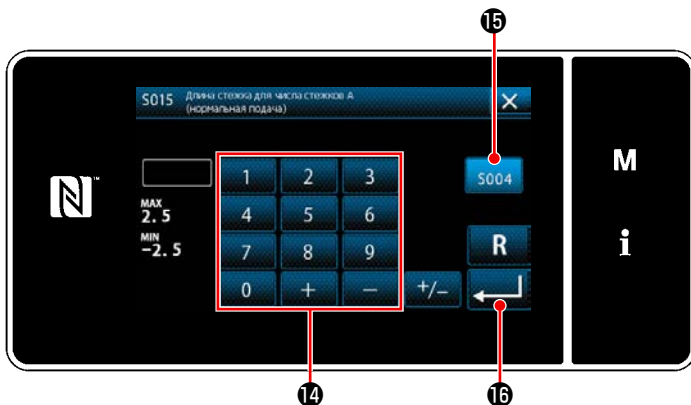 ⓯
S015 Длина стежка для числа стежков A
(нормальная подача)
X
M
1 2 3
S004
MAX
2.5
4 5 6
MIN
−2.5
7 8 9
R
i
0 + − +/−
⓮ ⓰